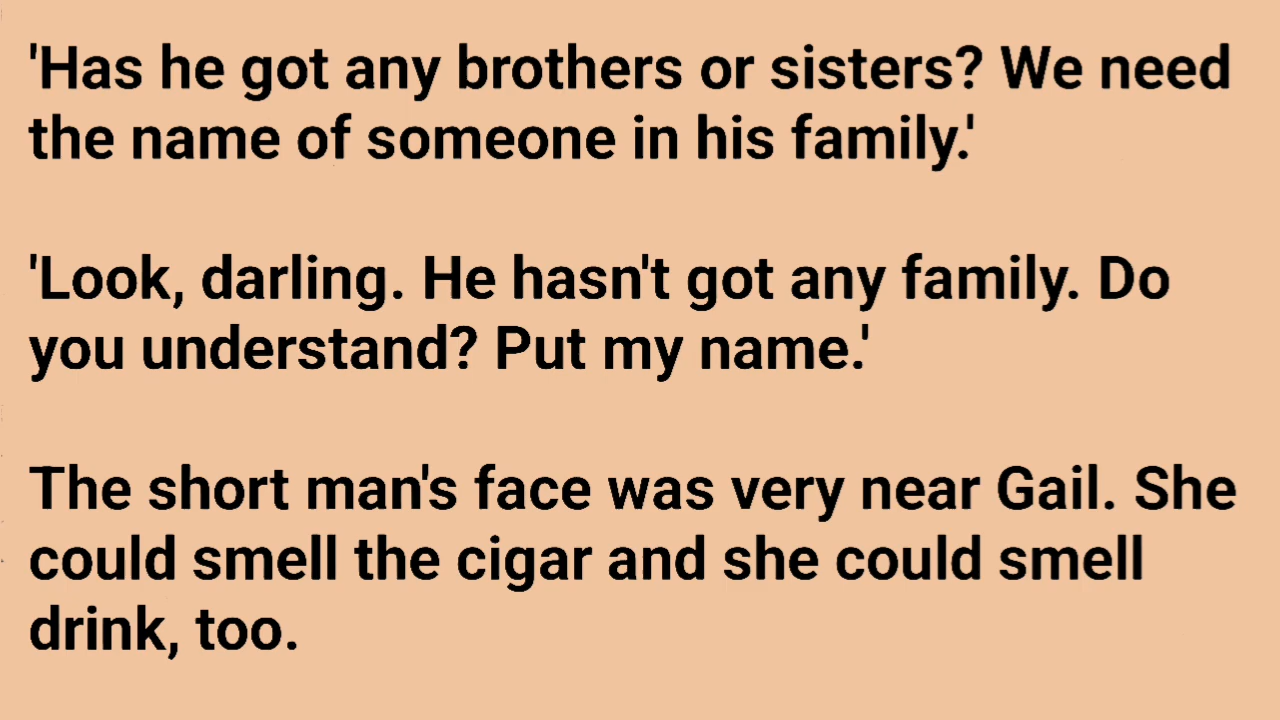 'Has he got any brothers or sisters? We need
the name of someone in his family.'
'Look, darling. He hasn't got any family. Do
you understand? Put my name.'
The short man's face was very near Gail. She
could smell the cigar and she could smell
drink, too.